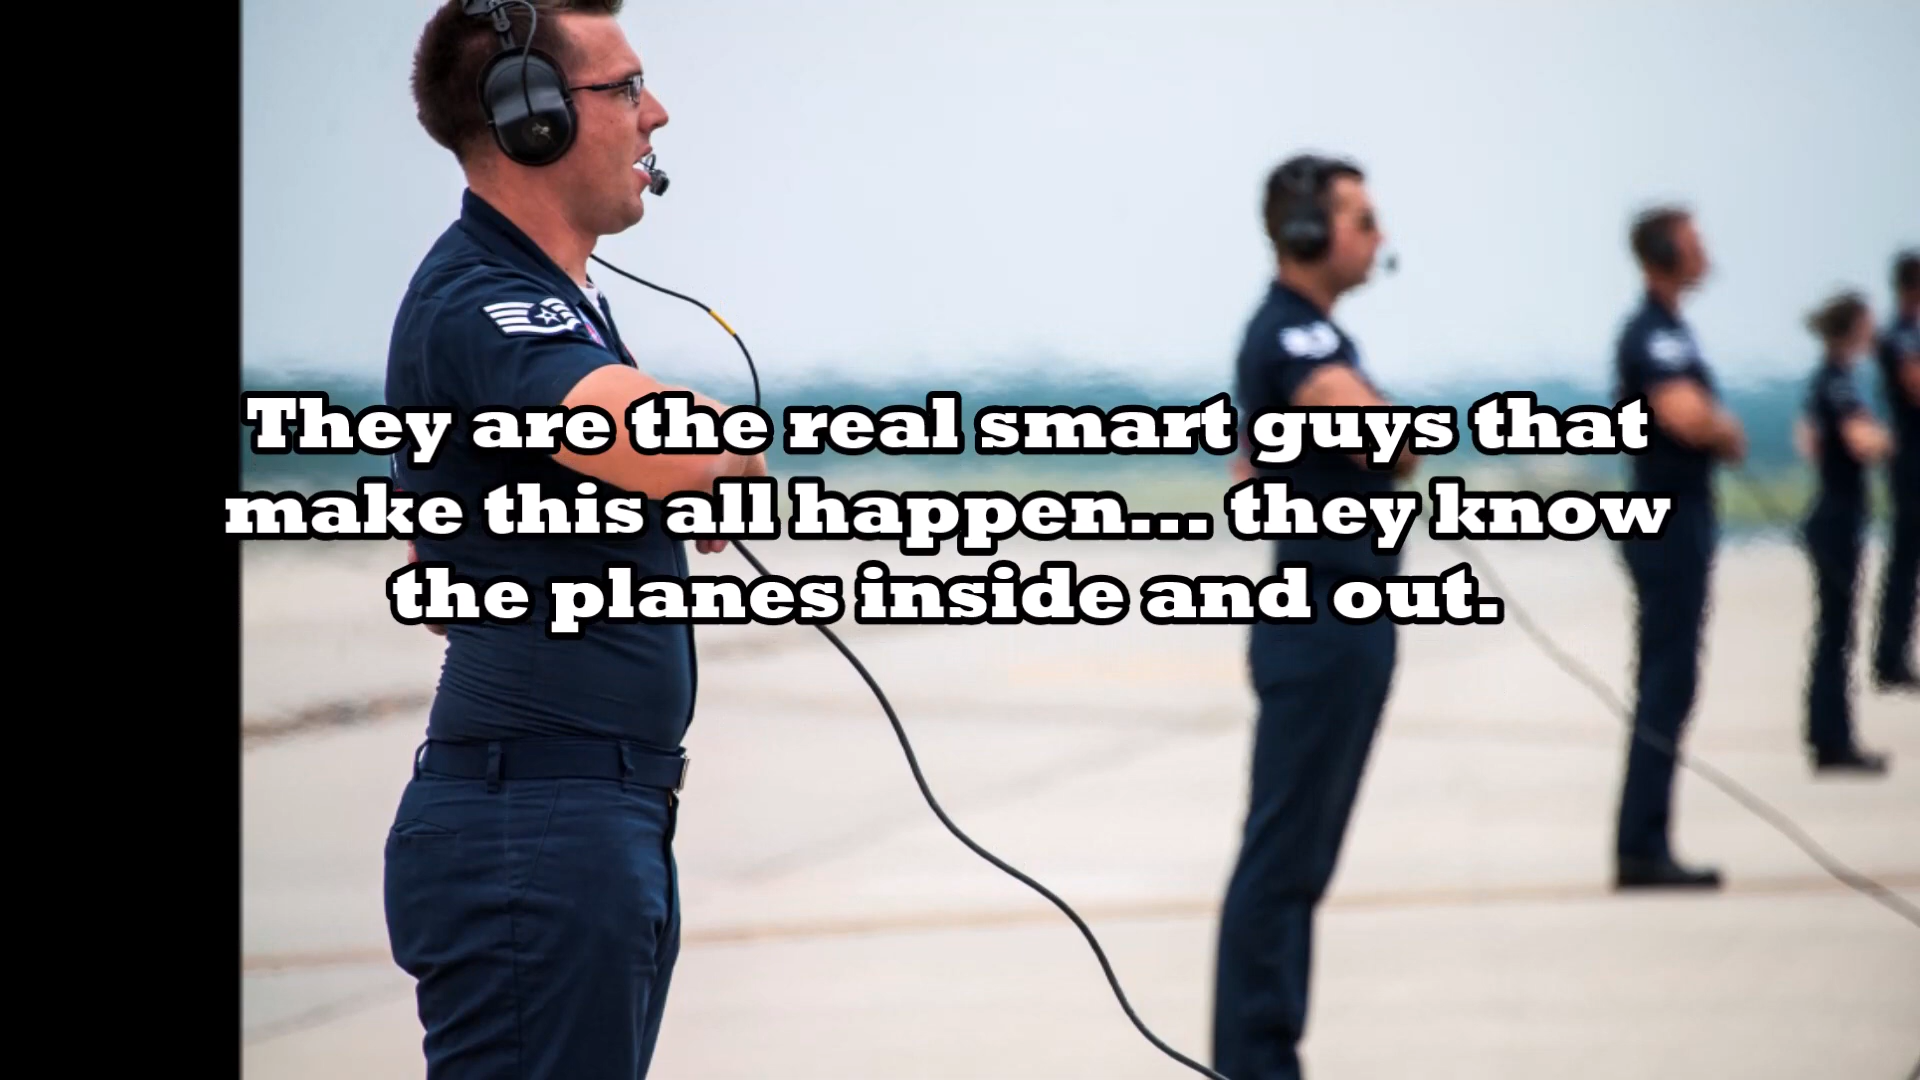 They are the real smart guys that
make this all happen... they know
the planes inside and out.